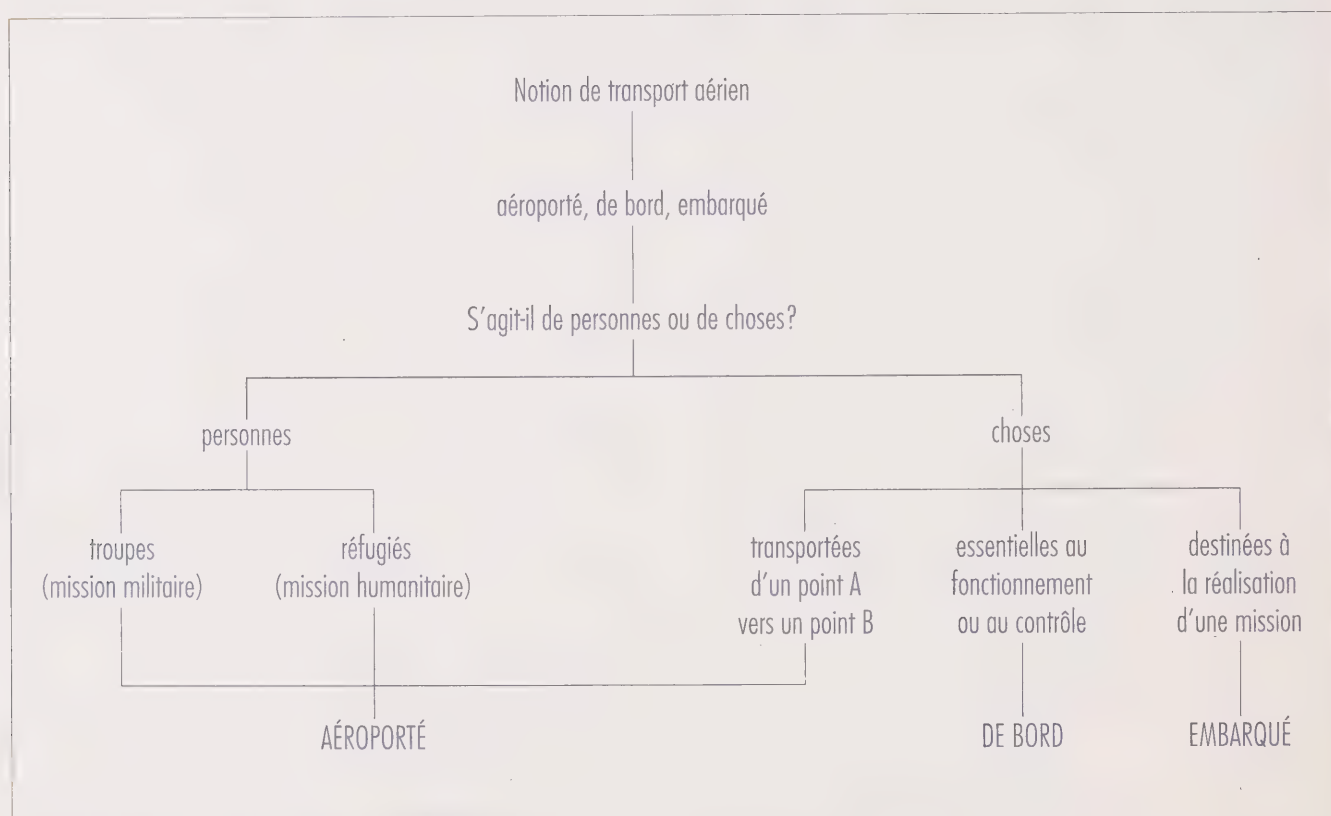 Notion de transport aérien
aéroporté, de bord, embarqué
S'agit-il de personnes ou de choses?
personnes
choses
troupes
(mission militaire)
réfugiés
(mission humanitaire)
transportées
d'un point A
vers un point B
essentielles au
fonctionnement
ou au contrôle
destinées à
la réalisation
d'une mission
AÉROPORTÉ
DE BORD
EMBARQUÉ